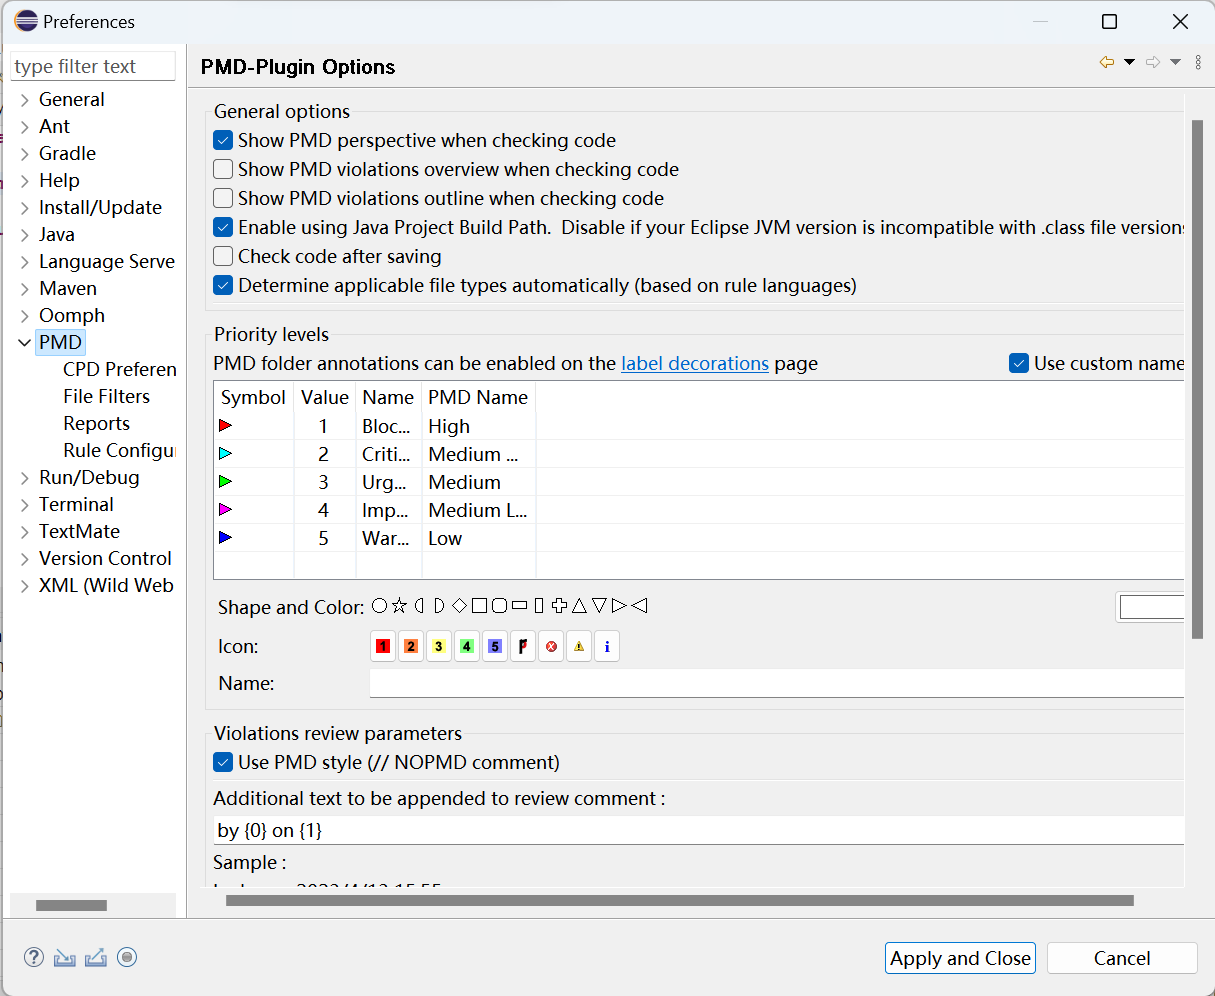 Preferences
type filter text
General
Ant
Gradle
Help
Install/Update
Java
Language Serve
Maven
Oomph
PMD
CPD Preferen
File Filters
Reports
Rule Configu
Run/Debug
Terminal
TextMate
Version Control
XML (Wild Web
PMD-Plugin Options
General options
Show PMD perspective when checking code
Show PMD violations overview when checking code
Show PMD violations outline when checking code
Enable using Java Project Build Path.  Disable if your Eclipse JVM version is incompatible with .class file versions
Check code after saving
Determine applicable file types automatically (based on rule languages)
Priority levels
PMD folder annotations can be enabled on the label decorations page
Use custom name
Symbol Value Name PMD Name
1 Bloc... High
2 Criti... Medium ...
3 Urg... Medium
4 Imp... Medium L...
5 War... Low
Shape and Color:
Icon: 1 2 3 4 5
Name:
Violations review parameters
Use PMD style (// NOPMD comment)
Additional text to be appended to review comment :
by {0} on {1}
Sample :
Apply and Close
Cancel